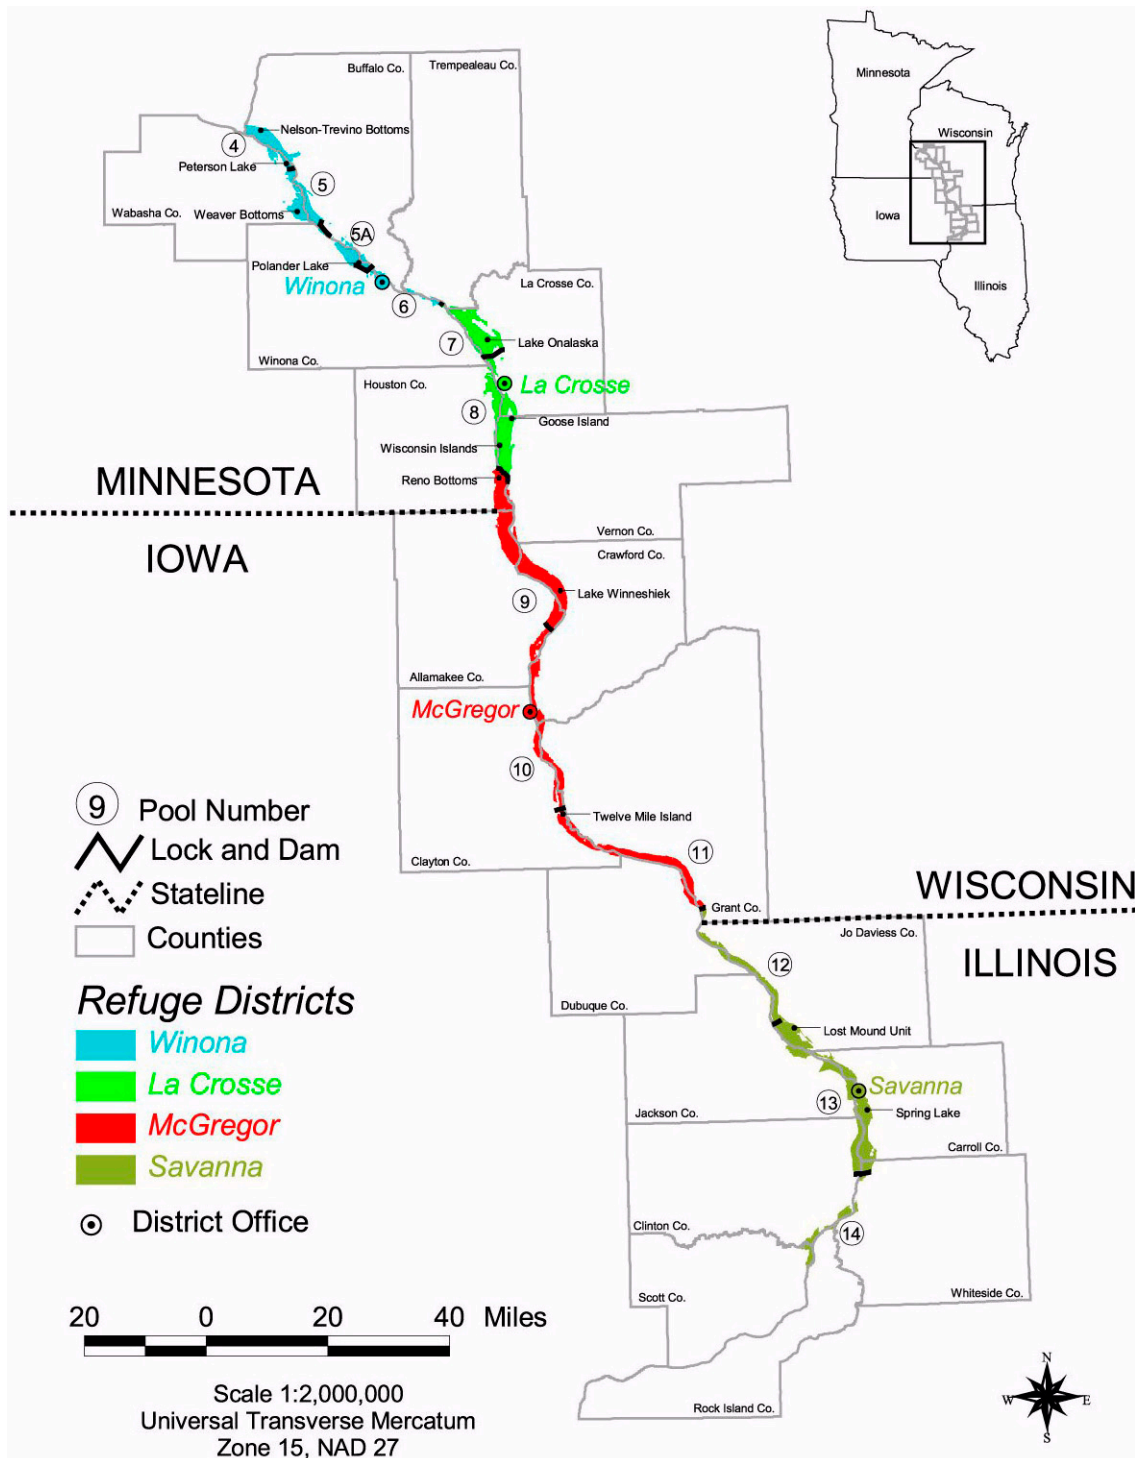 Buffalo Co.
Trempealeau Co.
Minnesota
Wisconsin
Iowa
Illinois
Nelson-Trevino Bottoms
4
Peterson Lake
5
Wabasha Co.
Weaver Bottoms
5A
Polander Lake
Winona
6
La Crosse Co.
7
Lake Onalaska
Winona Co.
Houston Co.
La Crosse
8
Goose Island
Wisconsin Islands
Reno Bottoms
MINNESOTA
IOWA
Vernon Co.
Crawford Co.
9
Lake Winneshiek
Allamakee Co.
McGregor
10
Twelve Mile Island
11
Clayton Co.
WISCONSIN
Grant Co.
Jo Daviess Co.
ILLINOIS
12
Dubuque Co.
Lost Mound Unit
Savanna
13
Jackson Co.
Spring Lake
Carroll Co.
Clinton Co.
14
Scott Co.
Whiteside Co.
Rock Island Co.
9 Pool Number
Lock and Dam
Stateline
Counties
Refuge Districts
Winona
La Crosse
McGregor
Savanna
District Office
20 0 20 40 Miles
Scale 1:2,000,000
Universal Transverse Mercatum
Zone 15, NAD 27
N
W E
S